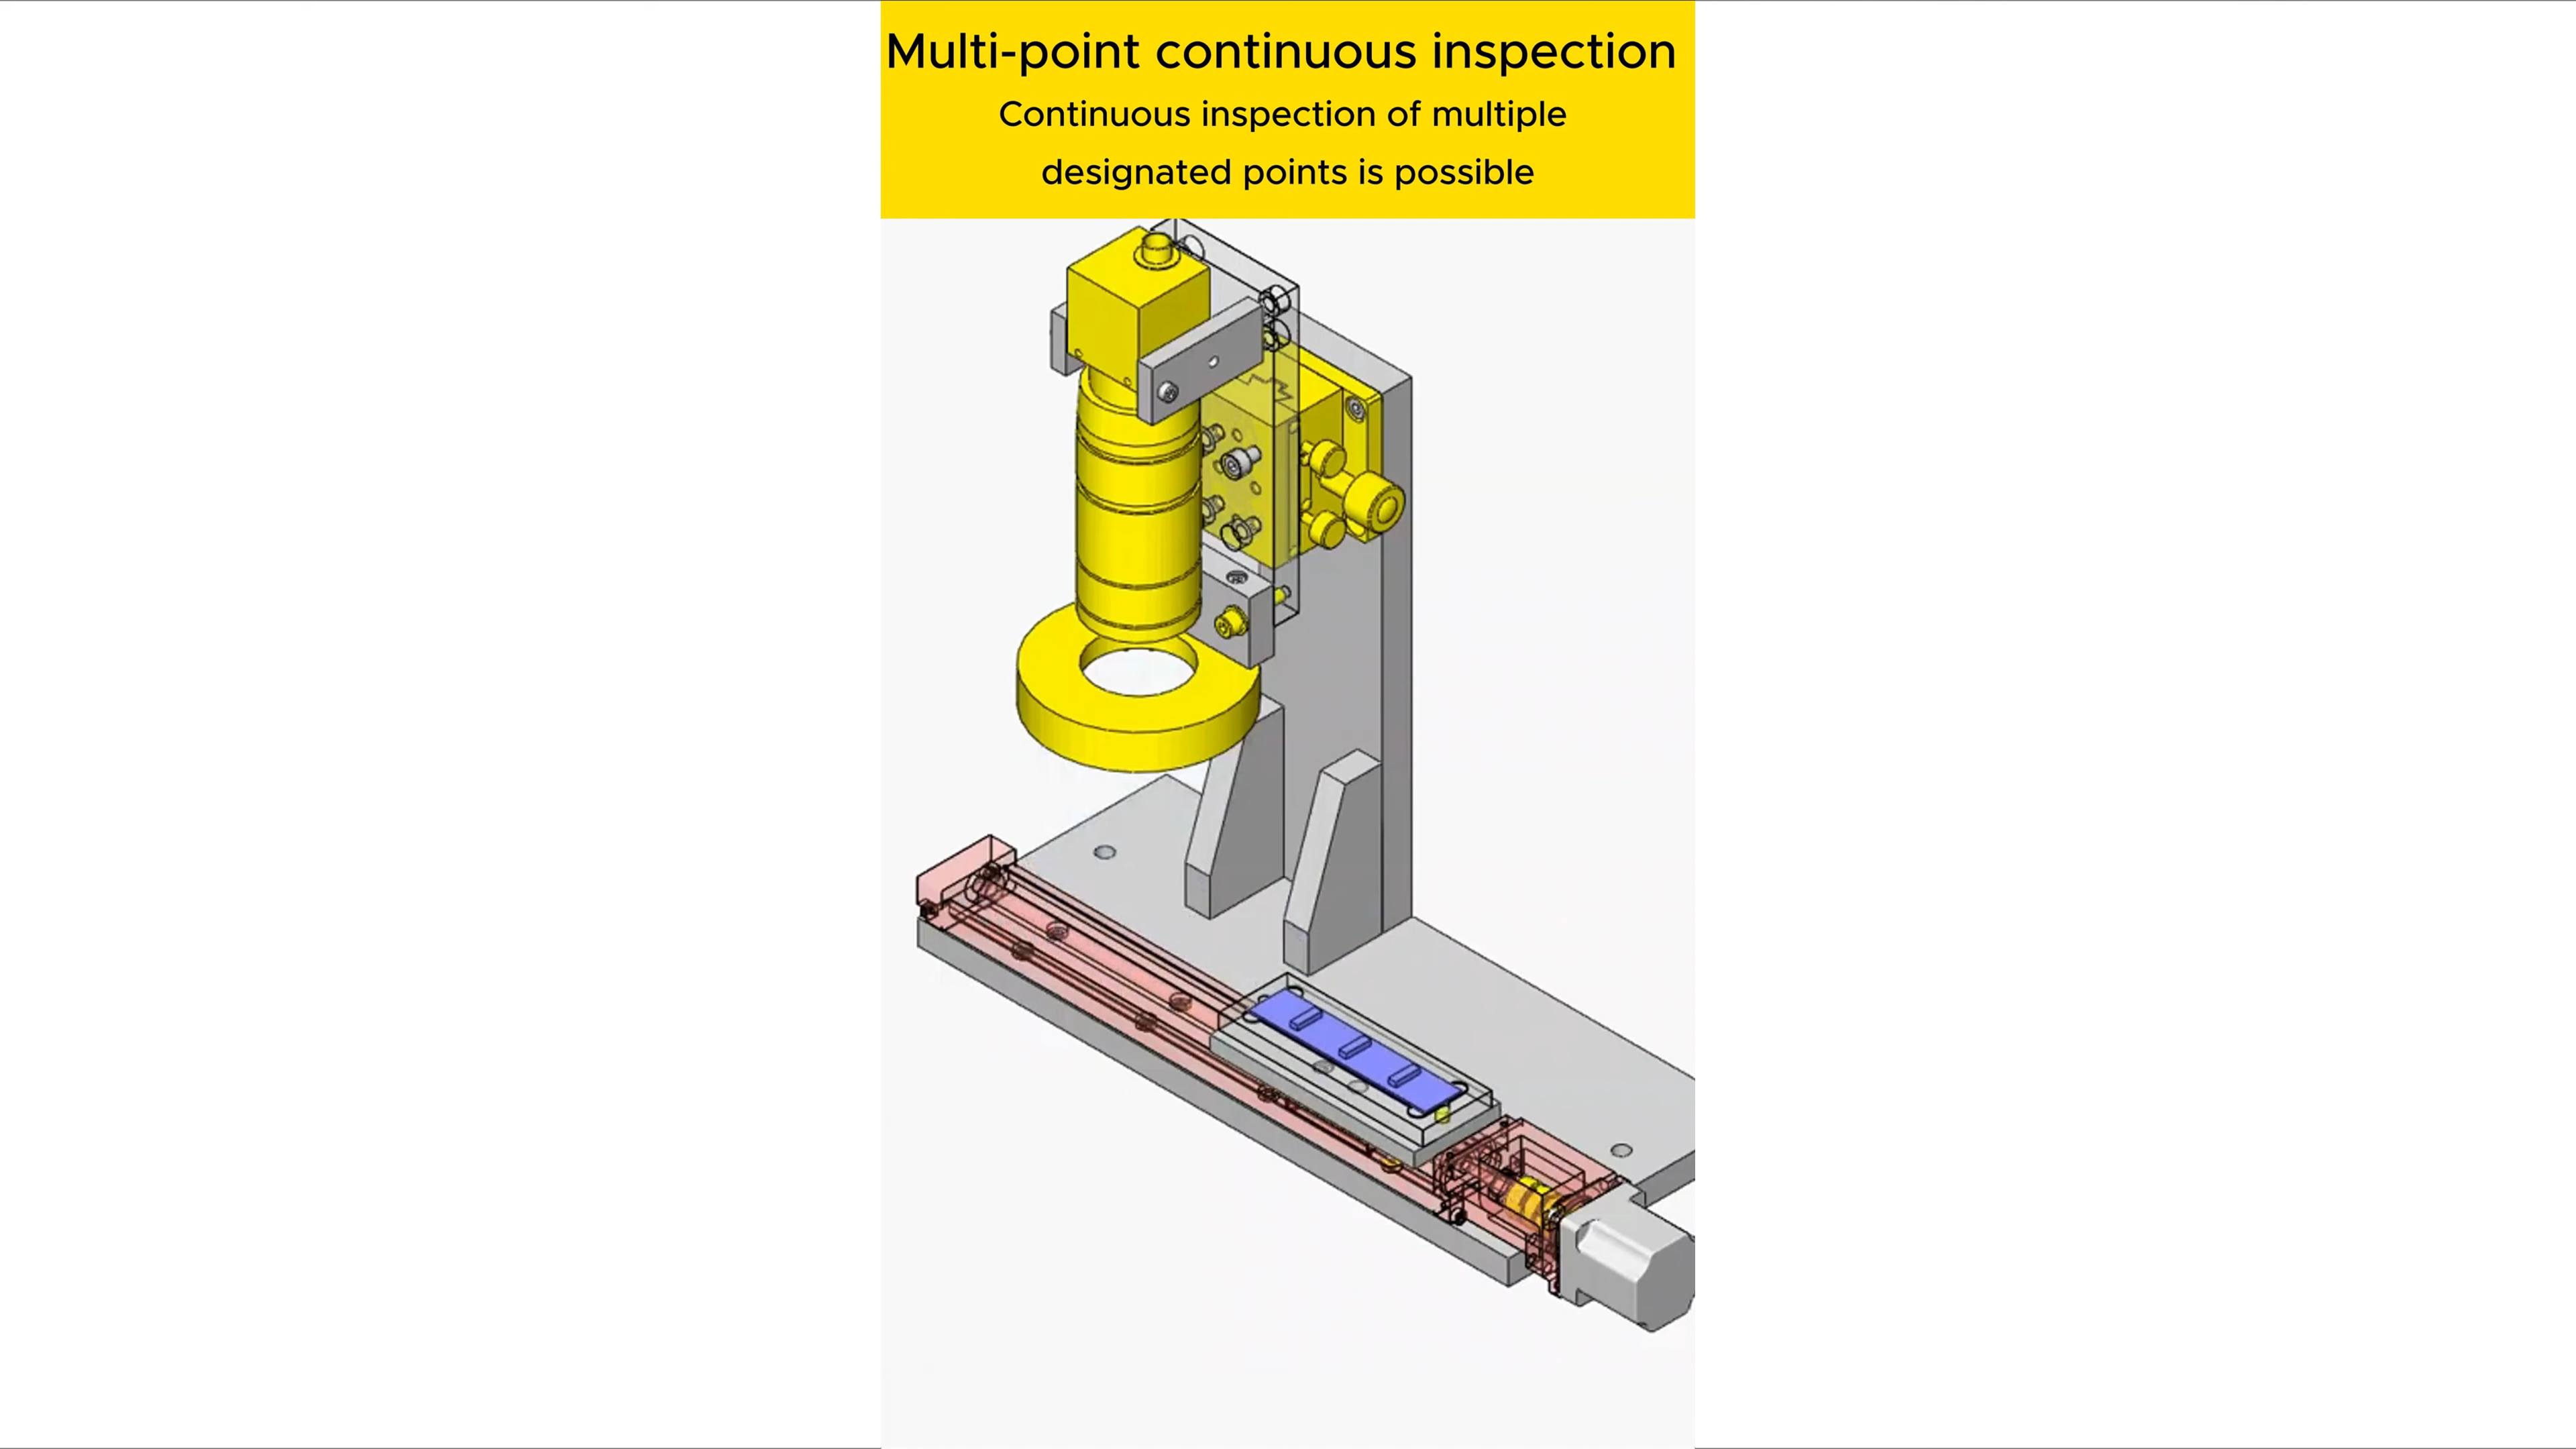 Multi-point continuous inspection
Continuous inspection of multiple
designated points is possible